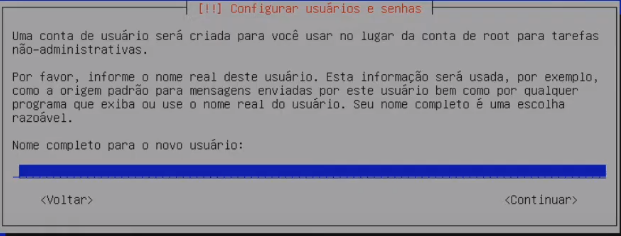 [!!] Configurar usuários e senhas
Uma conta de usuário será criada para você usar no lugar da conta de root para tarefas
não-administrativas.
Por favor, informe o nome real deste usuário. Esta informação será usada, por exemplo,
como a origem padrão para mensagens enviadas por este usuário bem como por qualquer
programa que exiba ou use o nome real do usuário. Seu nome completo é uma escolha
razoável.
Nome completo para o novo usuário:
<Voltar> <Continuar>